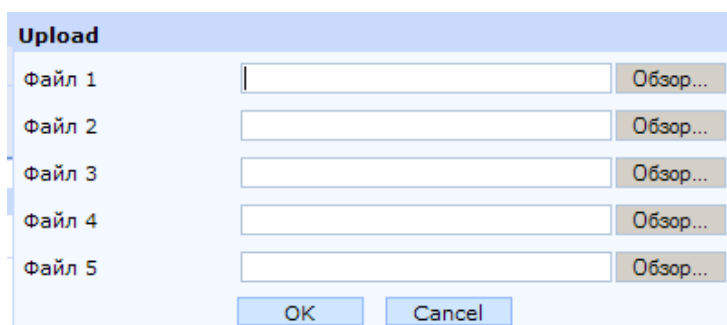 Upload
Файл 1 Обзор...
Файл 2 Обзор...
Файл 3 Обзор...
Файл 4 Обзор...
Файл 5 Обзор...
OK Cancel